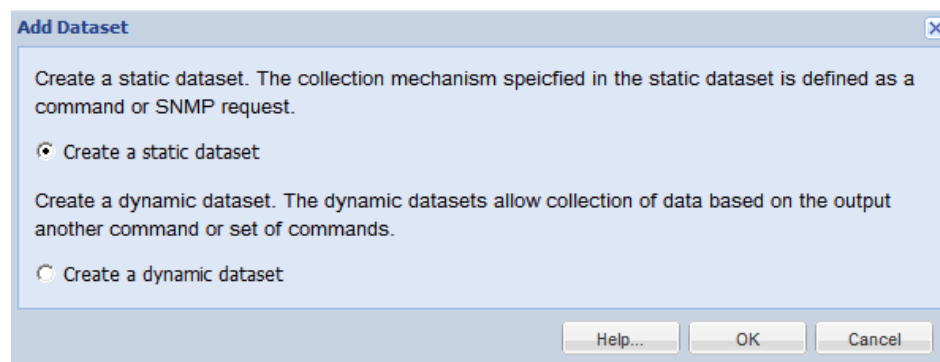 Add Dataset
Create a static dataset. The collection mechanism speicfied in the static dataset is defined as a
command or SNMP request.
Create a static dataset
Create a dynamic dataset. The dynamic datasets allow collection of data based on the output
another command or set of commands.
Create a dynamic dataset
Help... OK Cancel